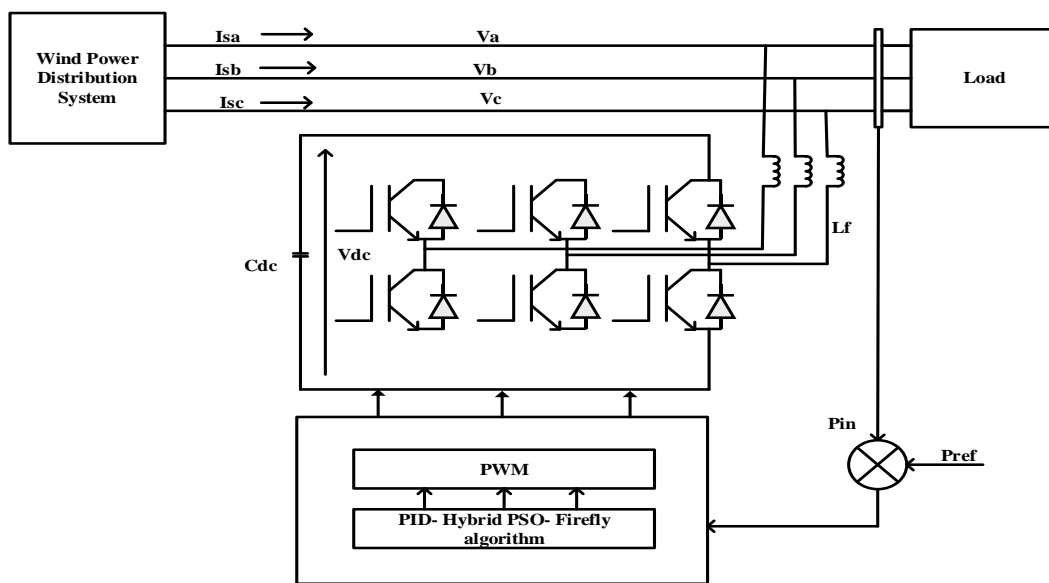 Wind Power
Distribution
System
Isa
Isb
Isc
Va
Vb
Vc
Load
Lf
Cdc
Vdc
Pin
Pref
PWM
PID- Hybrid PSO- Firefly
algorithm